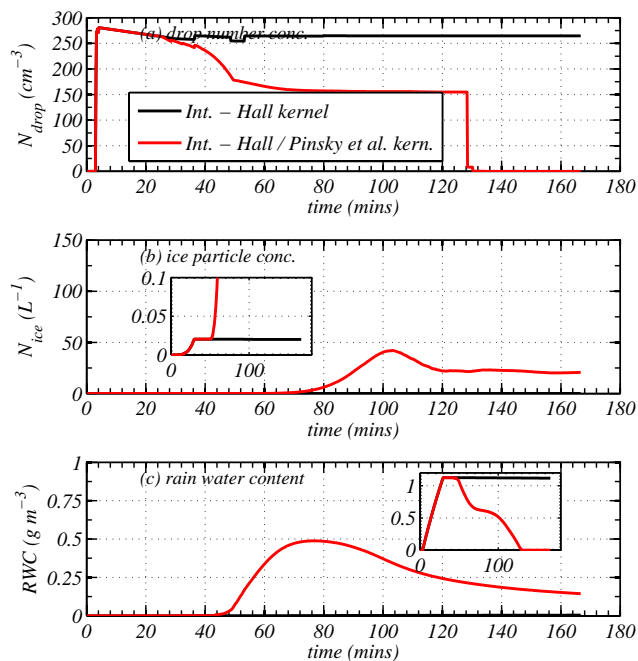 (a) drop number conc.
N_drop (cm^−3)
300
250
200
150
100
50
0
Int. − Hall kernel
Int. − Hall / Pinsky et al. kern.
0 20 40 60 80 100 120 140 160 180
time (mins)
(b) ice particle conc.
N_ice (L^−1)
150
100
50
0
0.1
0.05
0
0 100
0 20 40 60 80 100 120 140 160 180
time (mins)
(c) rain water content
RWC (g m^−3)
1
0.75
0.5
0.25
0
1
0.5
0
0 100
0 20 40 60 80 100 120 140 160 180
time (mins)